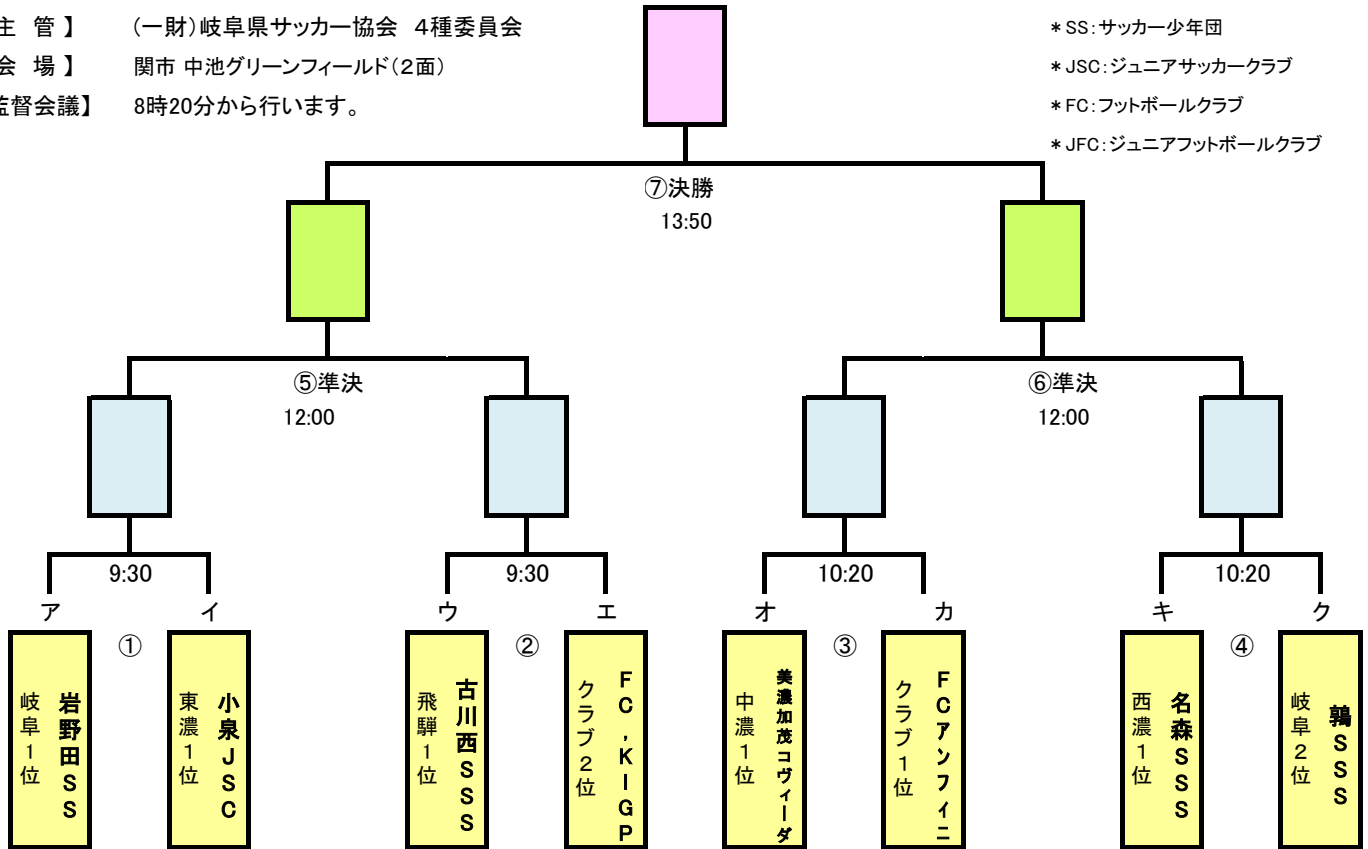 主 管 】 (一財)岐阜県サッカー協会 4種委員会
会 場 】 関市 中池グリーンフィールド(2面)
監督会議】 8時20分から行います。
*SS:サッカー少年団
*JSC:ジュニアサッカークラブ
*FC:フットボールクラブ
*JFC:ジュニアフットボールクラブ
⑦決勝
13:50
⑤準決
12:00
⑥準決
12:00
9:30
9:30
10:20
10:20
ア
イ
ウ
エ
オ
カ
キ
ク
①
②
③
④
岩野田SS
岐阜1位
小泉JSC
東濃1位
古川西SSS
飛騨1位
FC,KIGP
クラブ2位
美濃加茂コヴィーダ
中濃1位
FCアンフィニ
クラブ1位
名森SSS
西濃1位
鶉SSS
岐阜2位